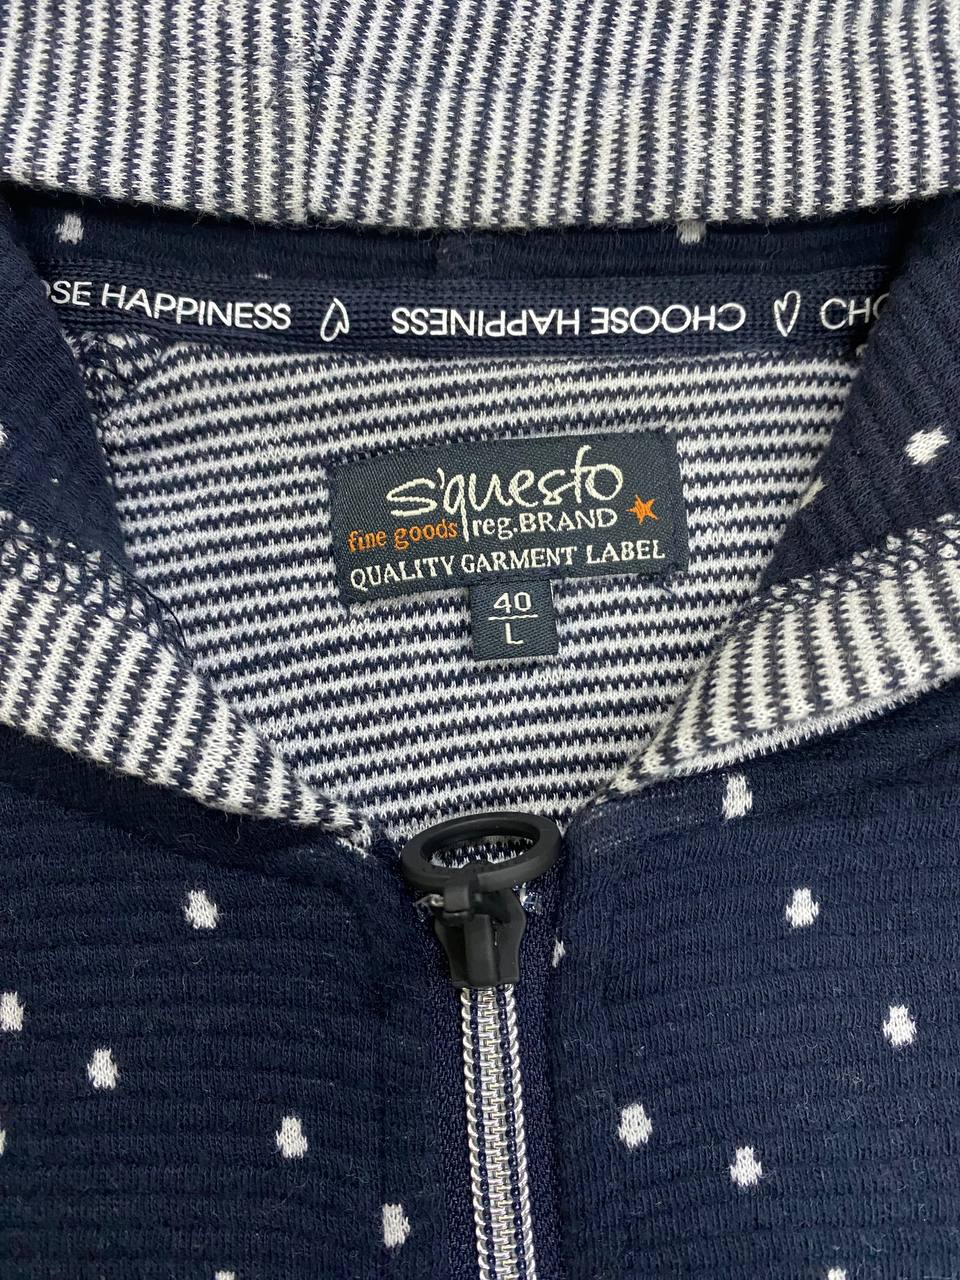 OSE HAPPINESS ♡ CHOOSE HAPPINESS ♡ CHO
s'questo
fine goods reg.BRAND
QUALITY GARMENT LABEL
40
L